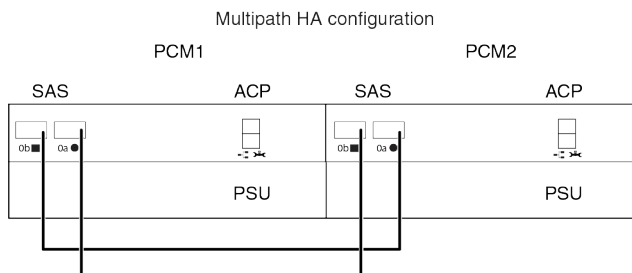 Multipath HA configuration
PCM1 PCM2
SAS ACP SAS ACP
0b 0a 0b 0a
PSU PSU